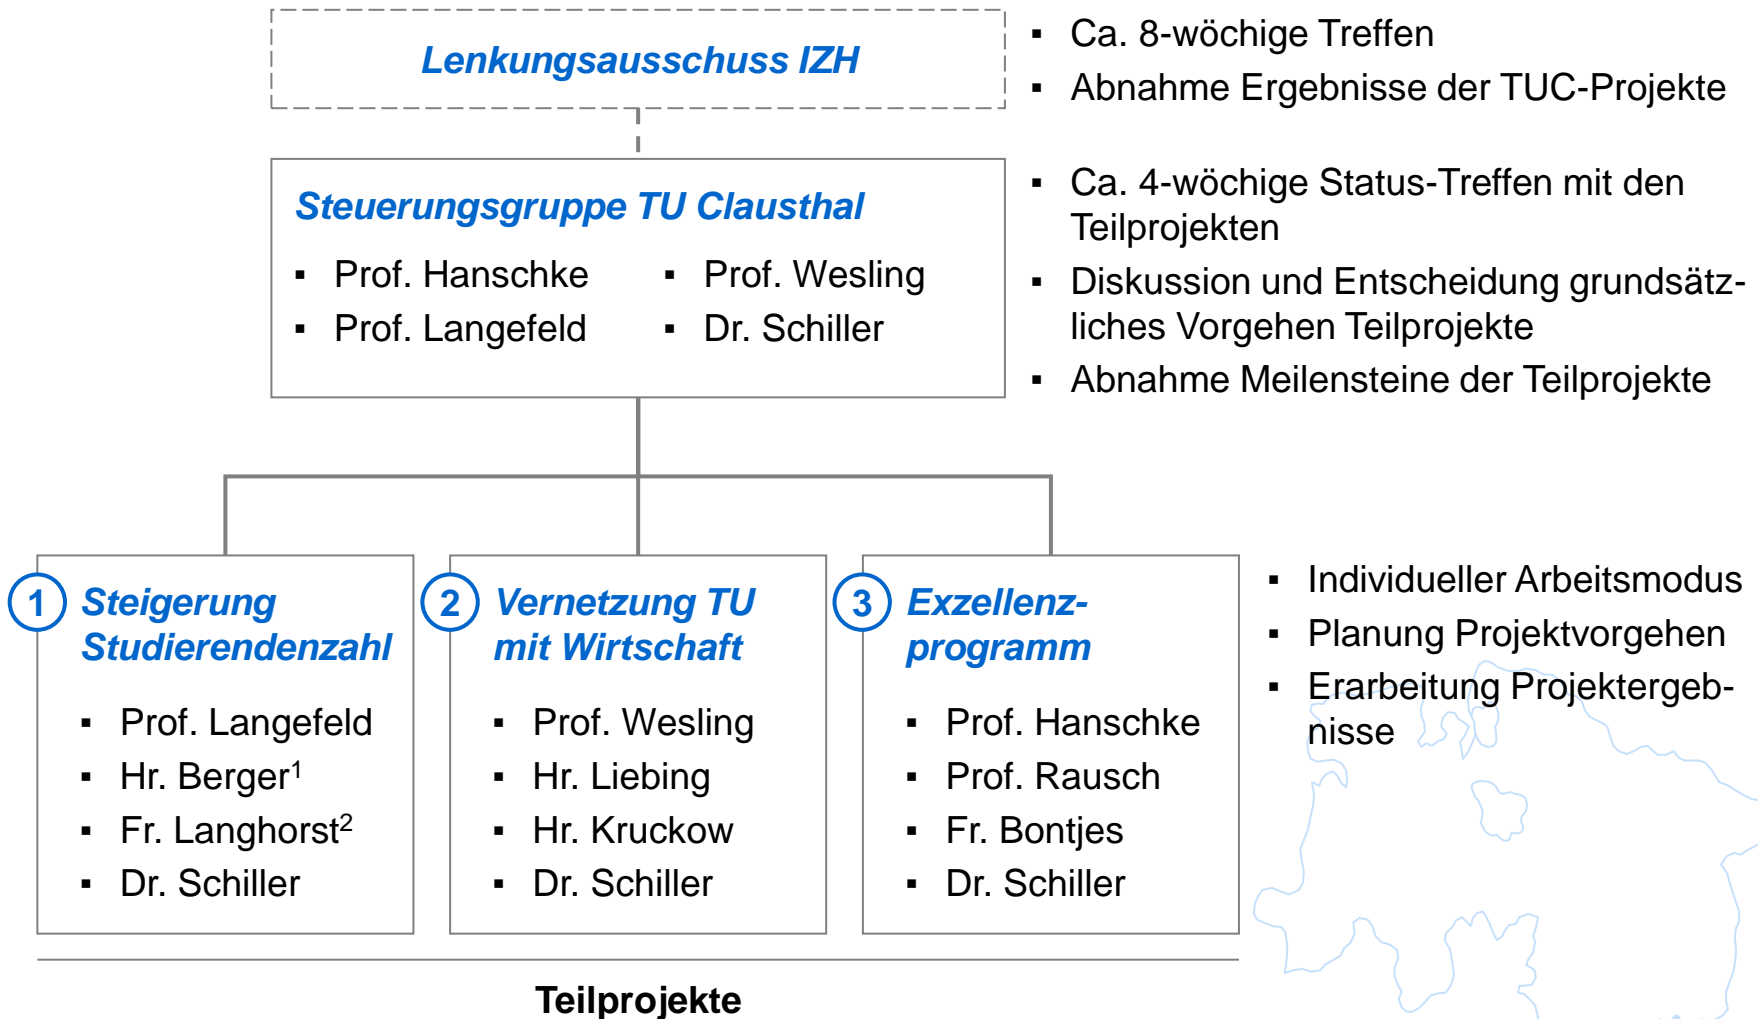 Lenkungsausschuss IZH
▪ Ca. 8-wöchige Treffen
▪ Abnahme Ergebnisse der TUC-Projekte
Steuerungsgruppe TU Clausthal
▪ Prof. Hanschke
▪ Prof. Langefeld
▪ Prof. Wesling
▪ Dr. Schiller
▪ Ca. 4-wöchige Status-Treffen mit den
Teilprojekten
▪ Diskussion und Entscheidung grundsätz-
liches Vorgehen Teilprojekte
▪ Abnahme Meilensteine der Teilprojekte
1 Steigerung
Studierendenzahl
▪ Prof. Langefeld
▪ Hr. Berger¹
▪ Fr. Langhorst²
▪ Dr. Schiller
2 Vernetzung TU
mit Wirtschaft
▪ Prof. Wesling
▪ Hr. Liebing
▪ Hr. Kruckow
▪ Dr. Schiller
3 Exzellenz-
programm
▪ Prof. Hanschke
▪ Prof. Rausch
▪ Fr. Bontjes
▪ Dr. Schiller
▪ Individueller Arbeitsmodus
▪ Planung Projektvorgehen
▪ Erarbeitung Projektergeb-
nisse
Teilprojekte